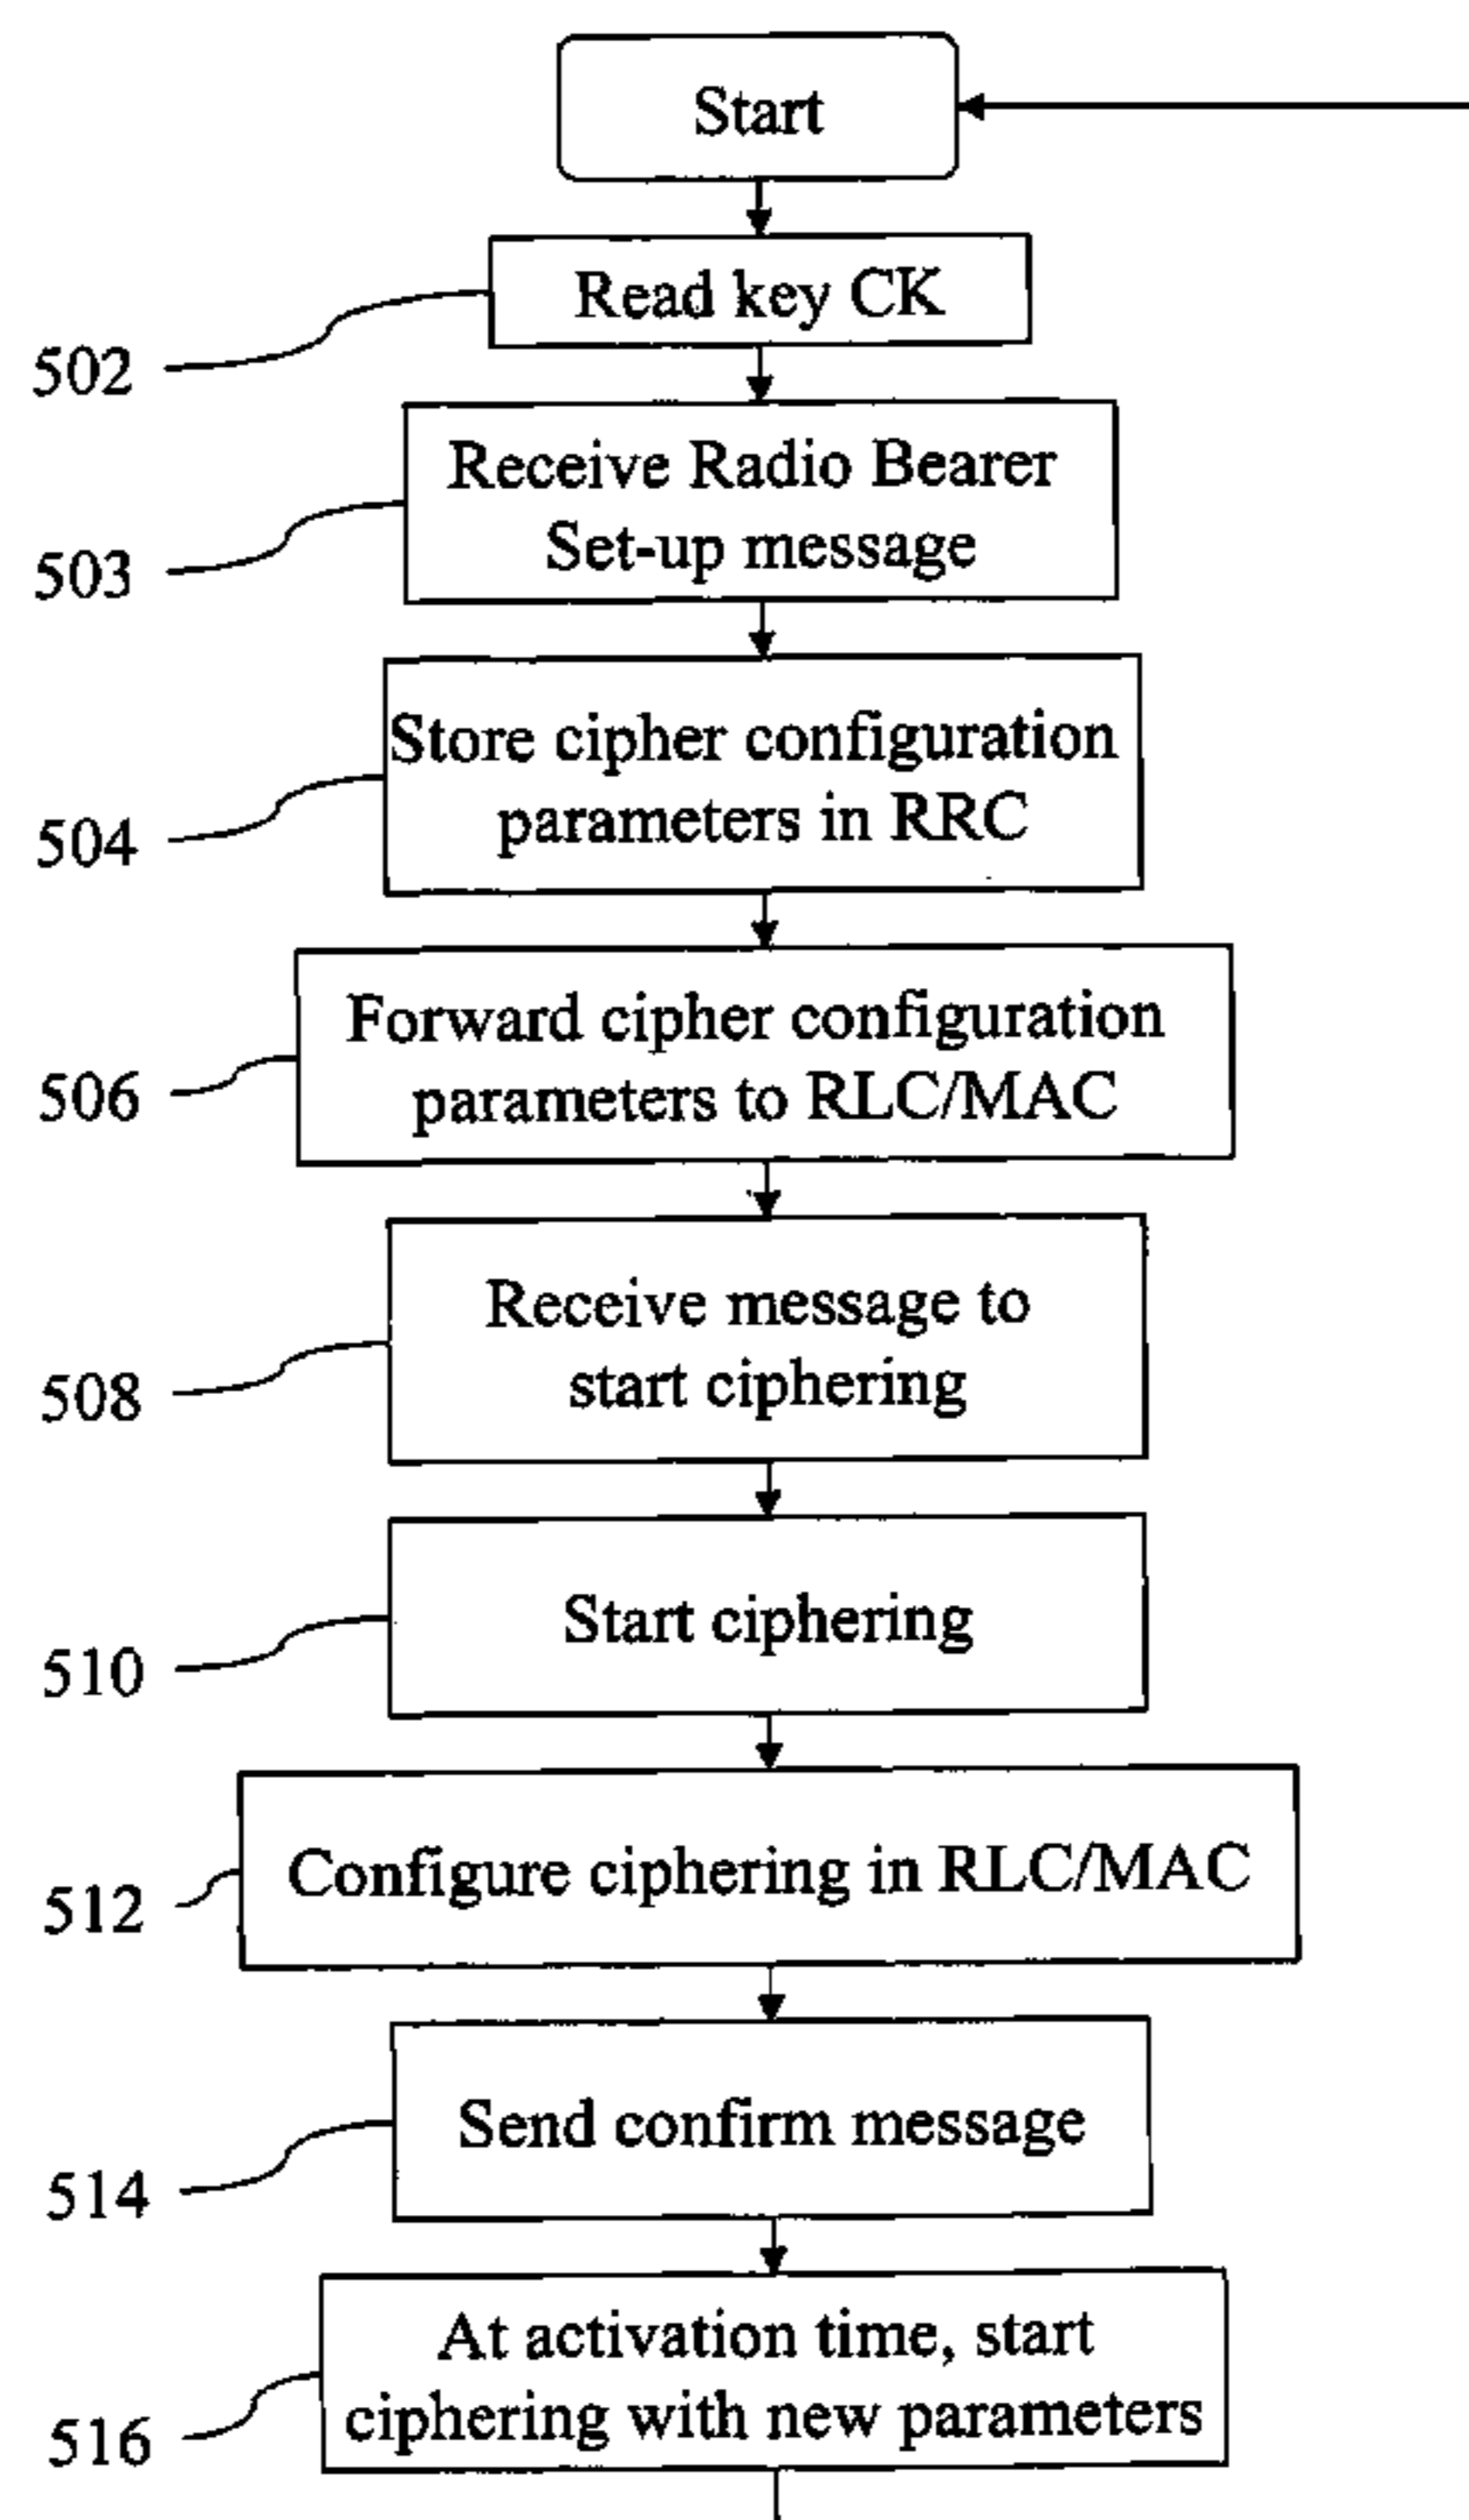 Start
Read key CK
502
Receive Radio Bearer
Set-up message
503
Store cipher configuration
parameters in RRC
504
Forward cipher configuration
parameters to RLC/MAC
506
Receive message to
start ciphering
508
Start ciphering
510
Configure ciphering in RLC/MAC
512
Send confirm message
514
At activation time, start
ciphering with new parameters
516